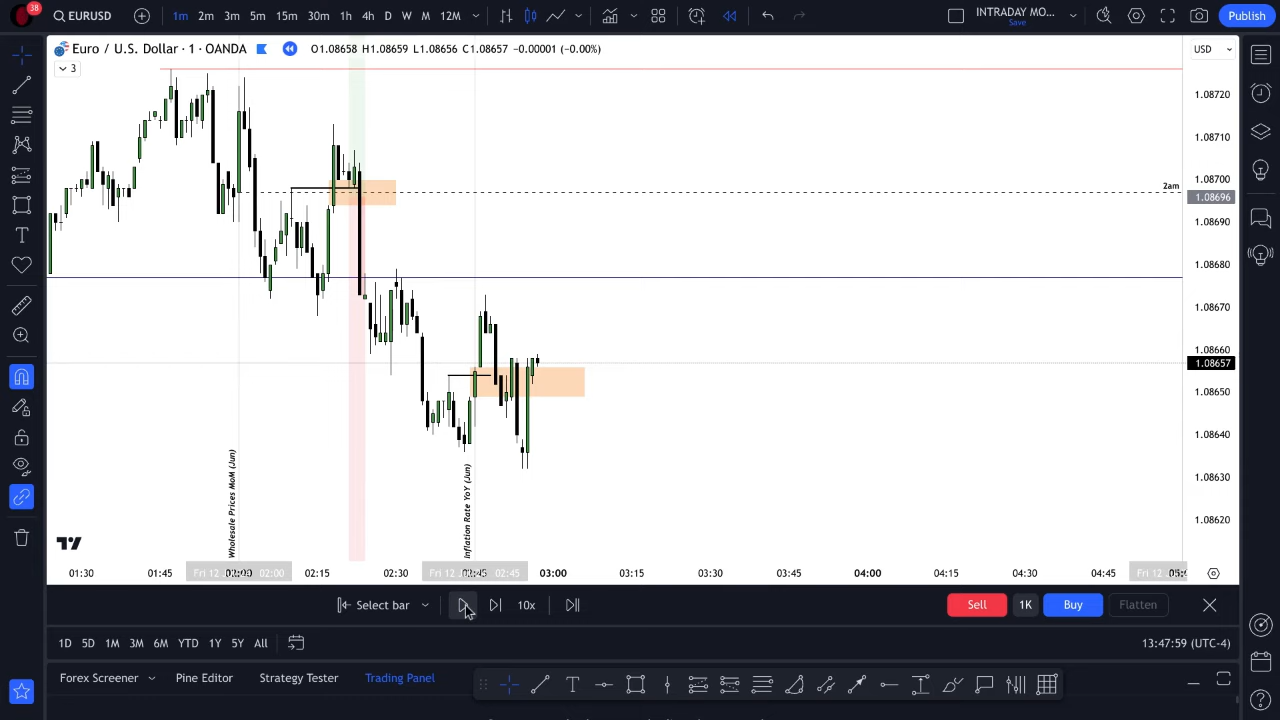 38
EURUSD
1m 2m 3m 5m 15m 30m 1h 4h D W M 12M
INTRADAY MO...
Save
Publish
Euro / U.S. Dollar · 1 · OANDA
O1.08658 H1.08659 L1.08656 C1.08657 −0.00001 (−0.00%)
USD
3
1.08720
1.08710
1.08700
2am
1.08696
1.08690
1.08680
1.08670
1.08660
1.08657
1.08650
1.08640
1.08630
1.08620
Wholesale Prices MoM (Jun)
Inflation Rate YoY (Jun)
01:30 01:45 02:00 02:15 02:30 02:45 03:00 03:15 03:30 03:45 04:00 04:15 04:30 04:45
Select bar
10x
Sell
1K
Buy
Flatten
1D 5D 1M 3M 6M YTD 1Y 5Y All
13:47:59 (UTC-4)
Forex Screener
Pine Editor
Strategy Tester
Trading Panel